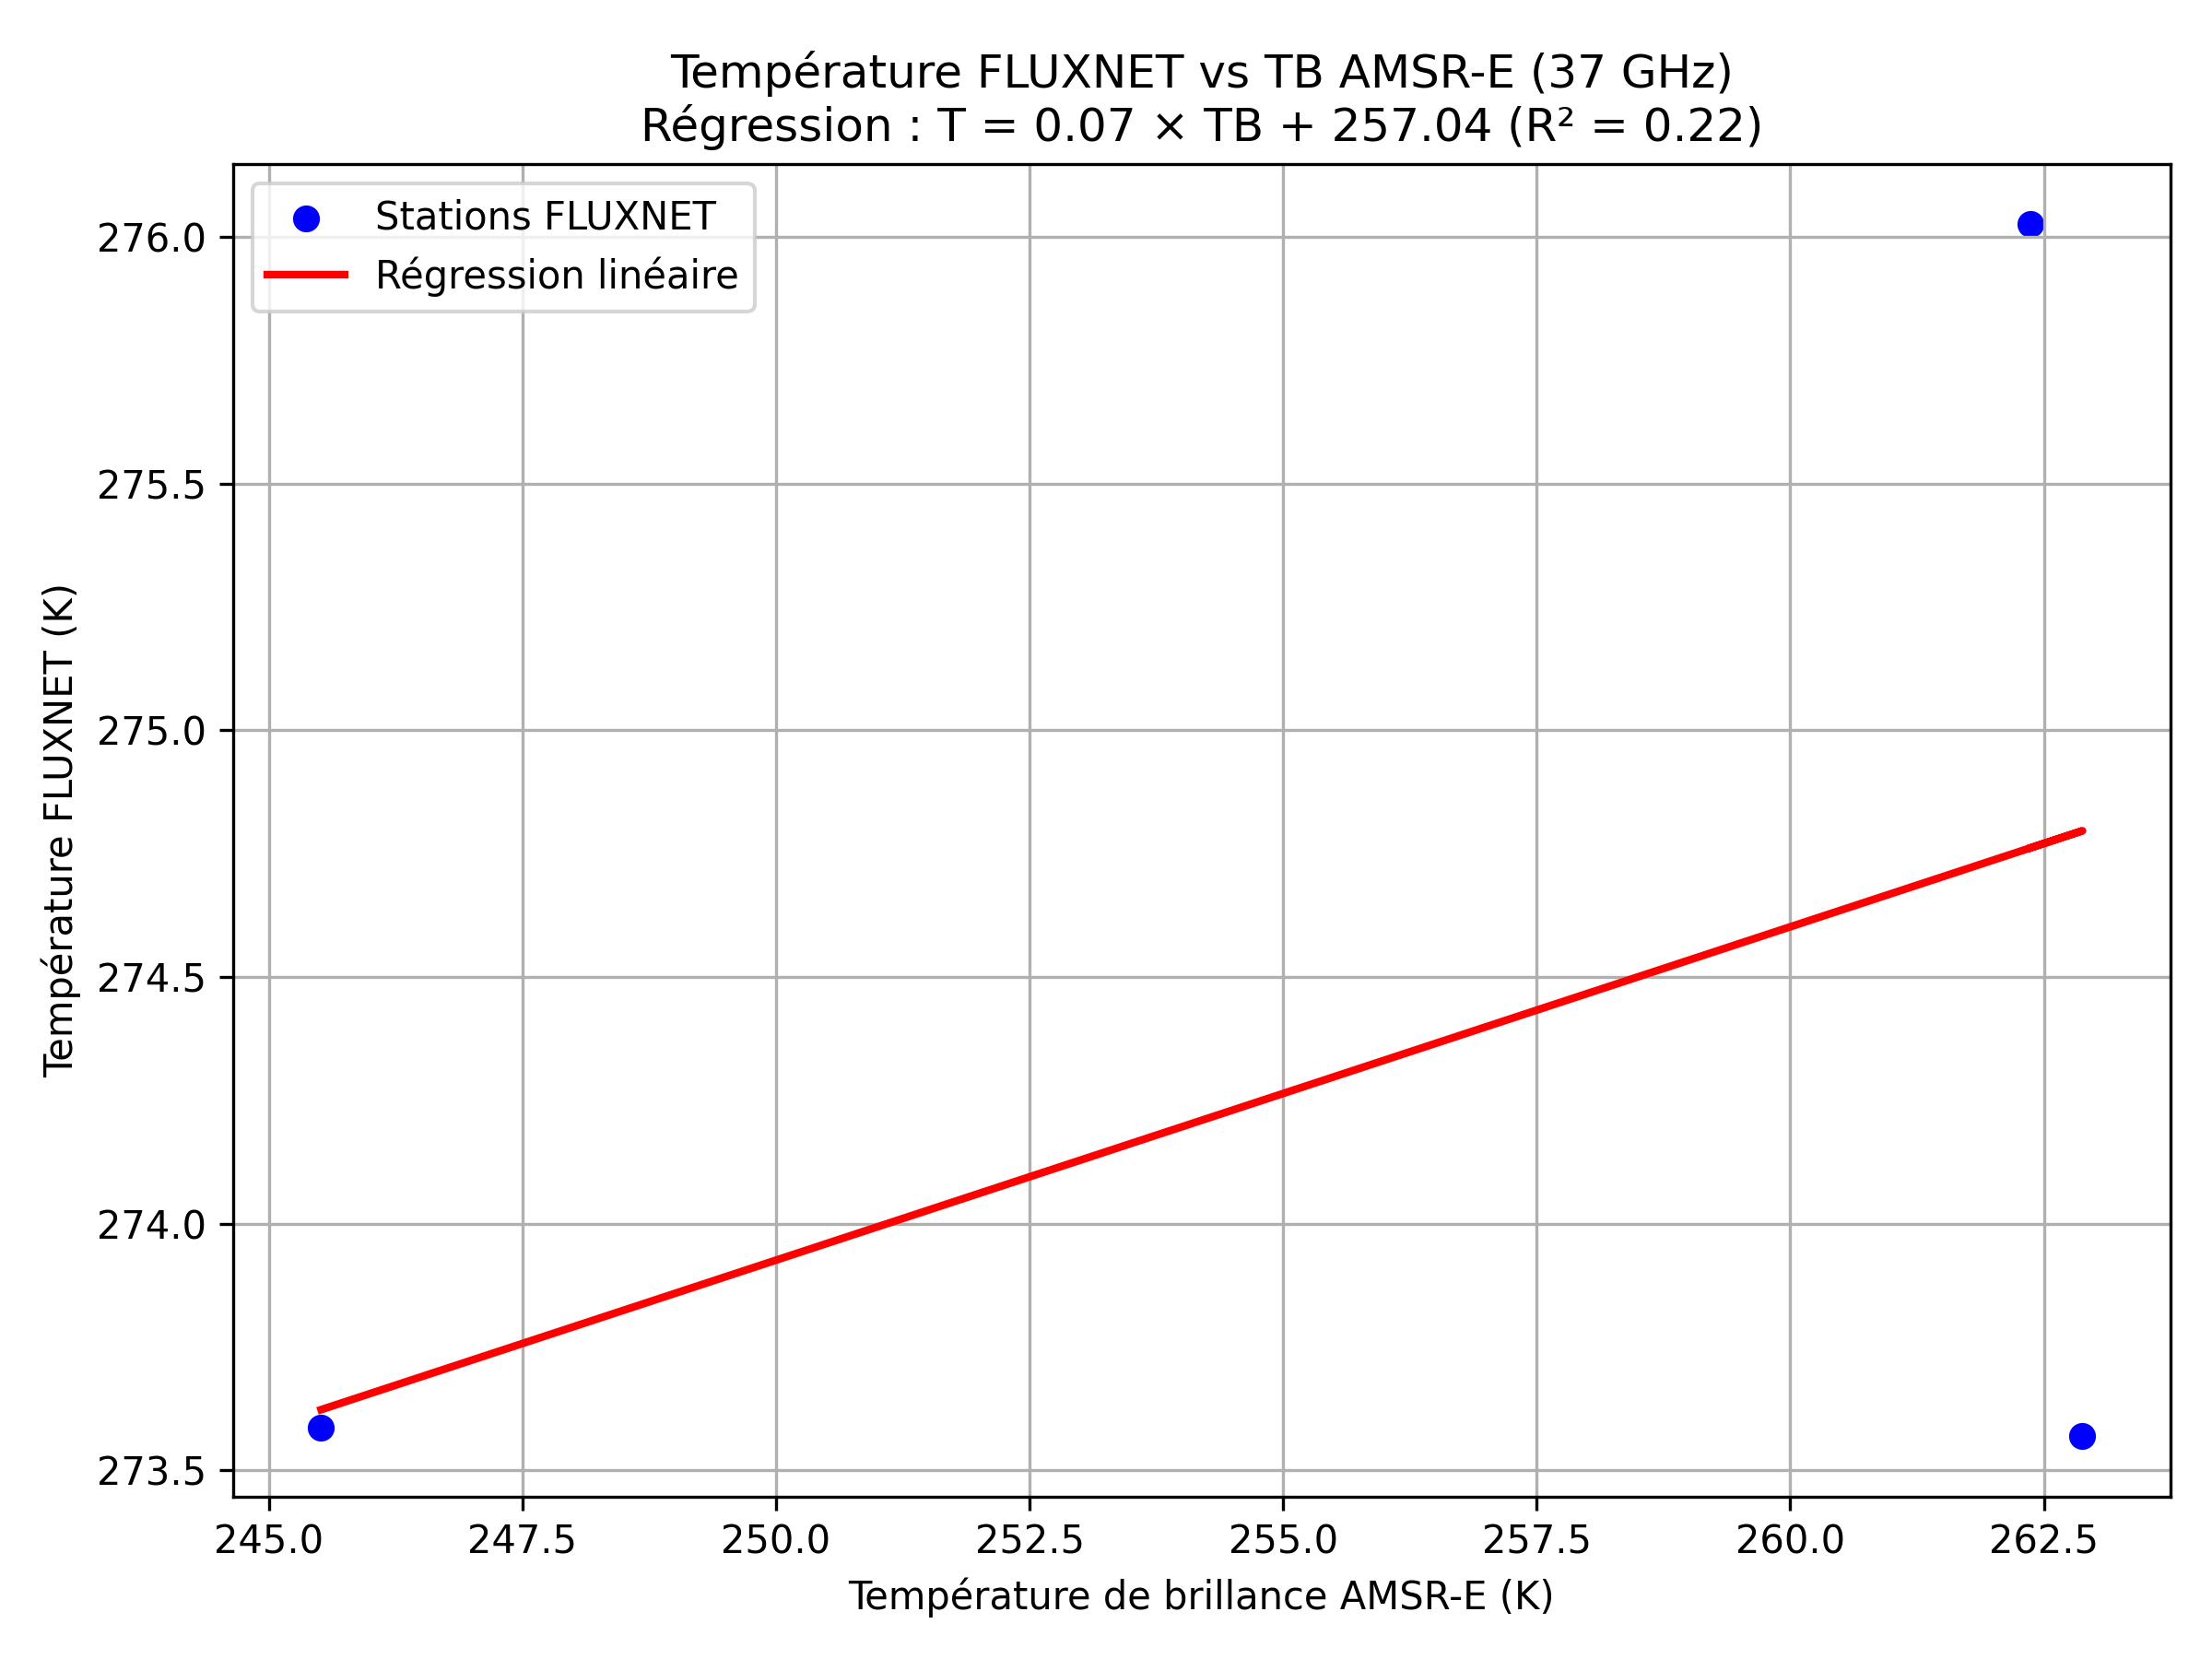 Température FLUXNET vs TB AMSR-E (37 GHz)
Régression : T = 0.07 × TB + 257.04 (R² = 0.22)
Stations FLUXNET
Régression linéaire
276.0
275.5
275.0
274.5
274.0
273.5
Température FLUXNET (K)
245.0 247.5 250.0 252.5 255.0 257.5 260.0 262.5
Température de brillance AMSR-E (K)